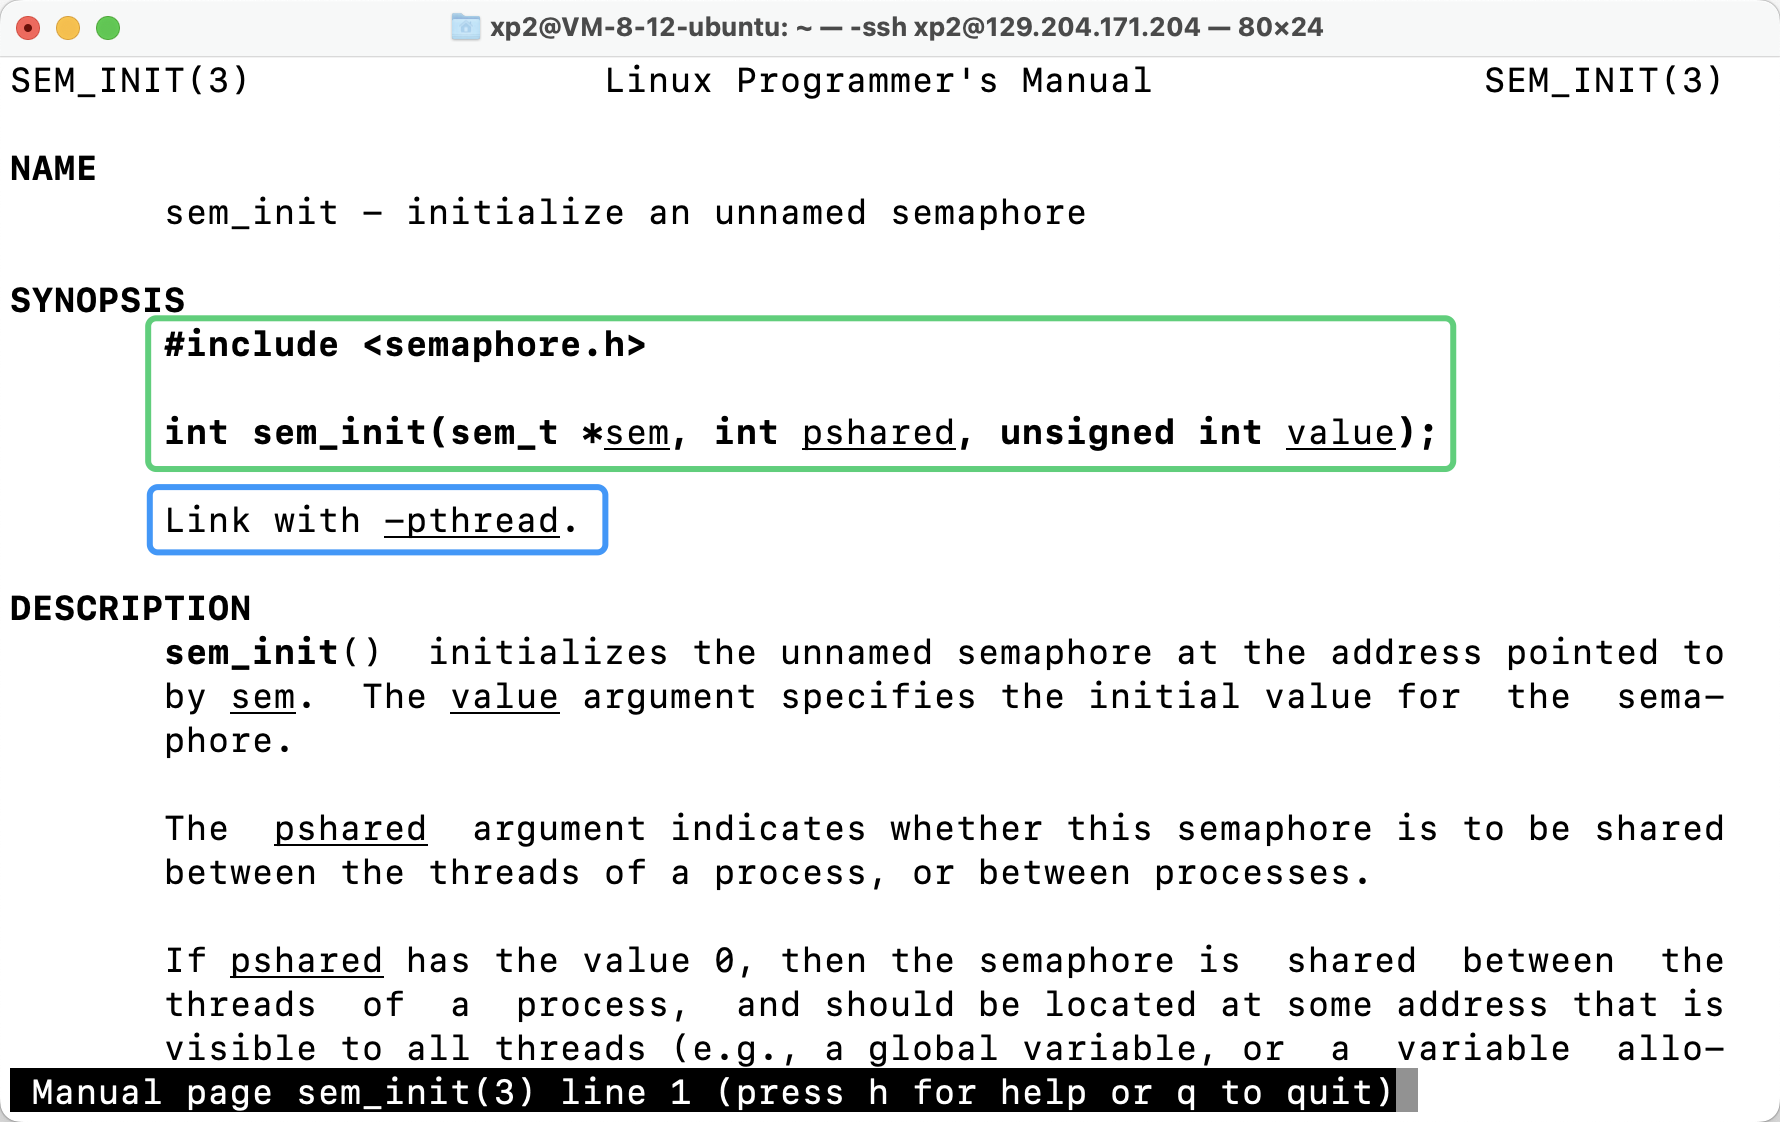 xp2@VM-8-12-ubuntu: ~ — -ssh xp2@129.204.171.204 — 80×24
SEM_INIT(3) Linux Programmer's Manual SEM_INIT(3)
NAME
sem_init - initialize an unnamed semaphore
SYNOPSIS
#include <semaphore.h>
int sem_init(sem_t *sem, int pshared, unsigned int value);
Link with -pthread.
DESCRIPTION
sem_init()  initializes the unnamed semaphore at the address pointed to
by sem.  The value argument specifies the initial value for  the  sema-
phore.
The  pshared  argument indicates whether this semaphore is to be shared
between the threads of a process, or between processes.
If pshared has the value 0, then the semaphore is  shared  between  the
threads  of  a  process,  and should be located at some address that is
visible to all threads (e.g., a global variable, or  a  variable  allo-
Manual page sem_init(3) line 1 (press h for help or q to quit)